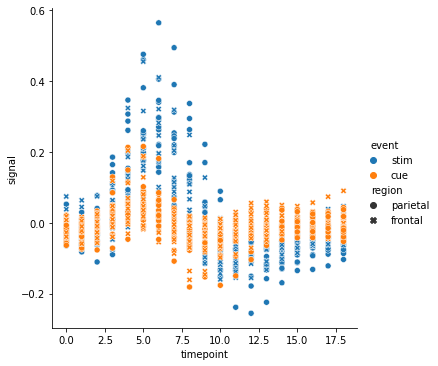 0.6
0.4
0.2
0.0
−0.2
signal
0.0
2.5
5.0
7.5
10.0
12.5
15.0
17.5
timepoint
event
stim
cue
region
parietal
frontal